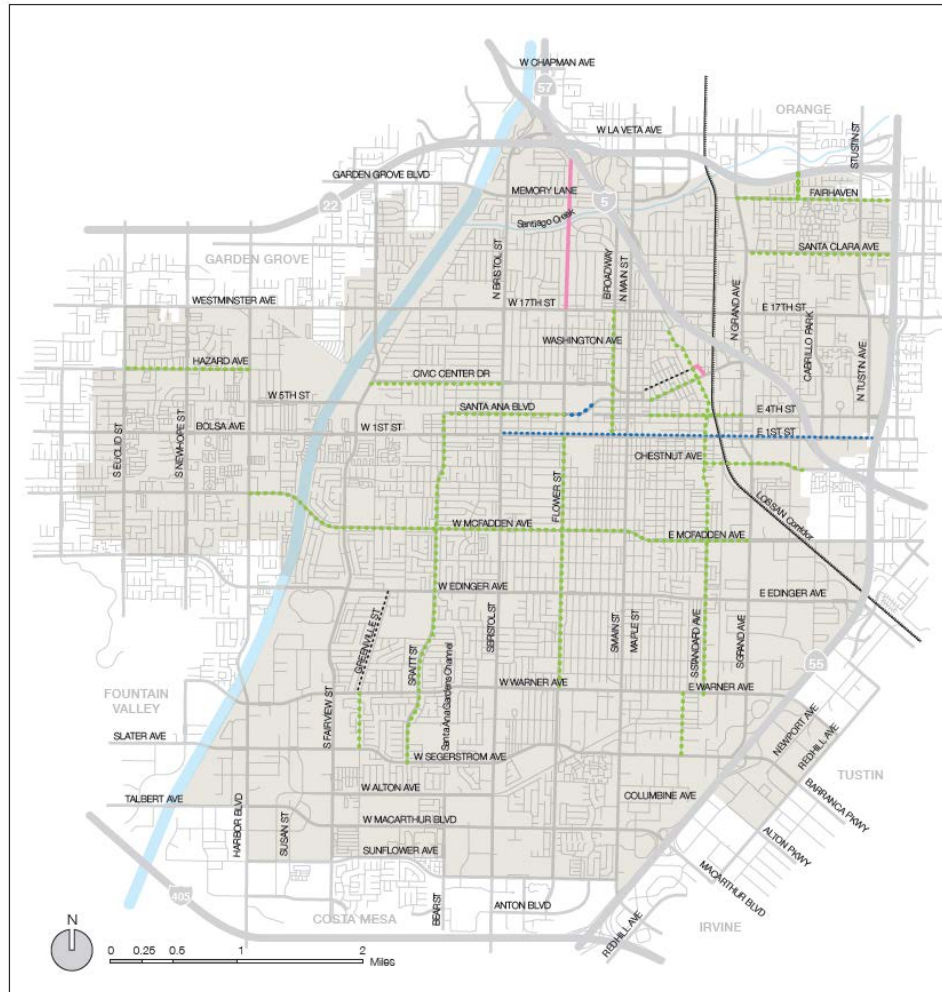 W CHAPMAN AVE
57
ORANGE
W LA VETA AVE
S TUSTIN ST
GARDEN GROVE BLVD
MEMORY LANE
FAIRHAVEN
22
5
Santiago Creek
N BRISTOL ST
BROADWAY
N MAIN ST
SANTA CLARA AVE
GARDEN GROVE
N GRAND AVE
WESTMINSTER AVE
W 17TH ST
E 17TH ST
CABRILLO PARK
N TUSTIN AVE
WASHINGTON AVE
HAZARD AVE
CIVIC CENTER DR
W 5TH ST
SANTA ANA BLVD
E 4TH ST
BOLSA AVE
W 1ST ST
E 1ST ST
S EUCLID ST
S NEWHOPE ST
CHESTNUT AVE
FLOWER ST
LOSSAN Corridor
W MCFADDEN AVE
E MCFADDEN AVE
W EDINGER AVE
E EDINGER AVE
GREENVILLE ST
S RAITT ST
S BRISTOL ST
S MAIN ST
MAPLE ST
S STANDARD AVE
S GRAND AVE
55
FOUNTAIN
VALLEY
S FAIRVIEW ST
Santa Ana Gardens Channel
W WARNER AVE
E WARNER AVE
NEWPORT AVE
REDHILL AVE
SLATER AVE
W SEGERSTROM AVE
TUSTIN
W ALTON AVE
COLUMBINE AVE
BARRANCA PKWY
TALBERT AVE
HARBOR BLVD
SUSAN ST
W MACARTHUR BLVD
ALTON PKWY
SUNFLOWER AVE
MACARTHUR BLVD
405
COSTA MESA
BEAR ST
ANTON BLVD
REDHILL AVE
IRVINE
N
0 0.25 0.5 1 2
Miles